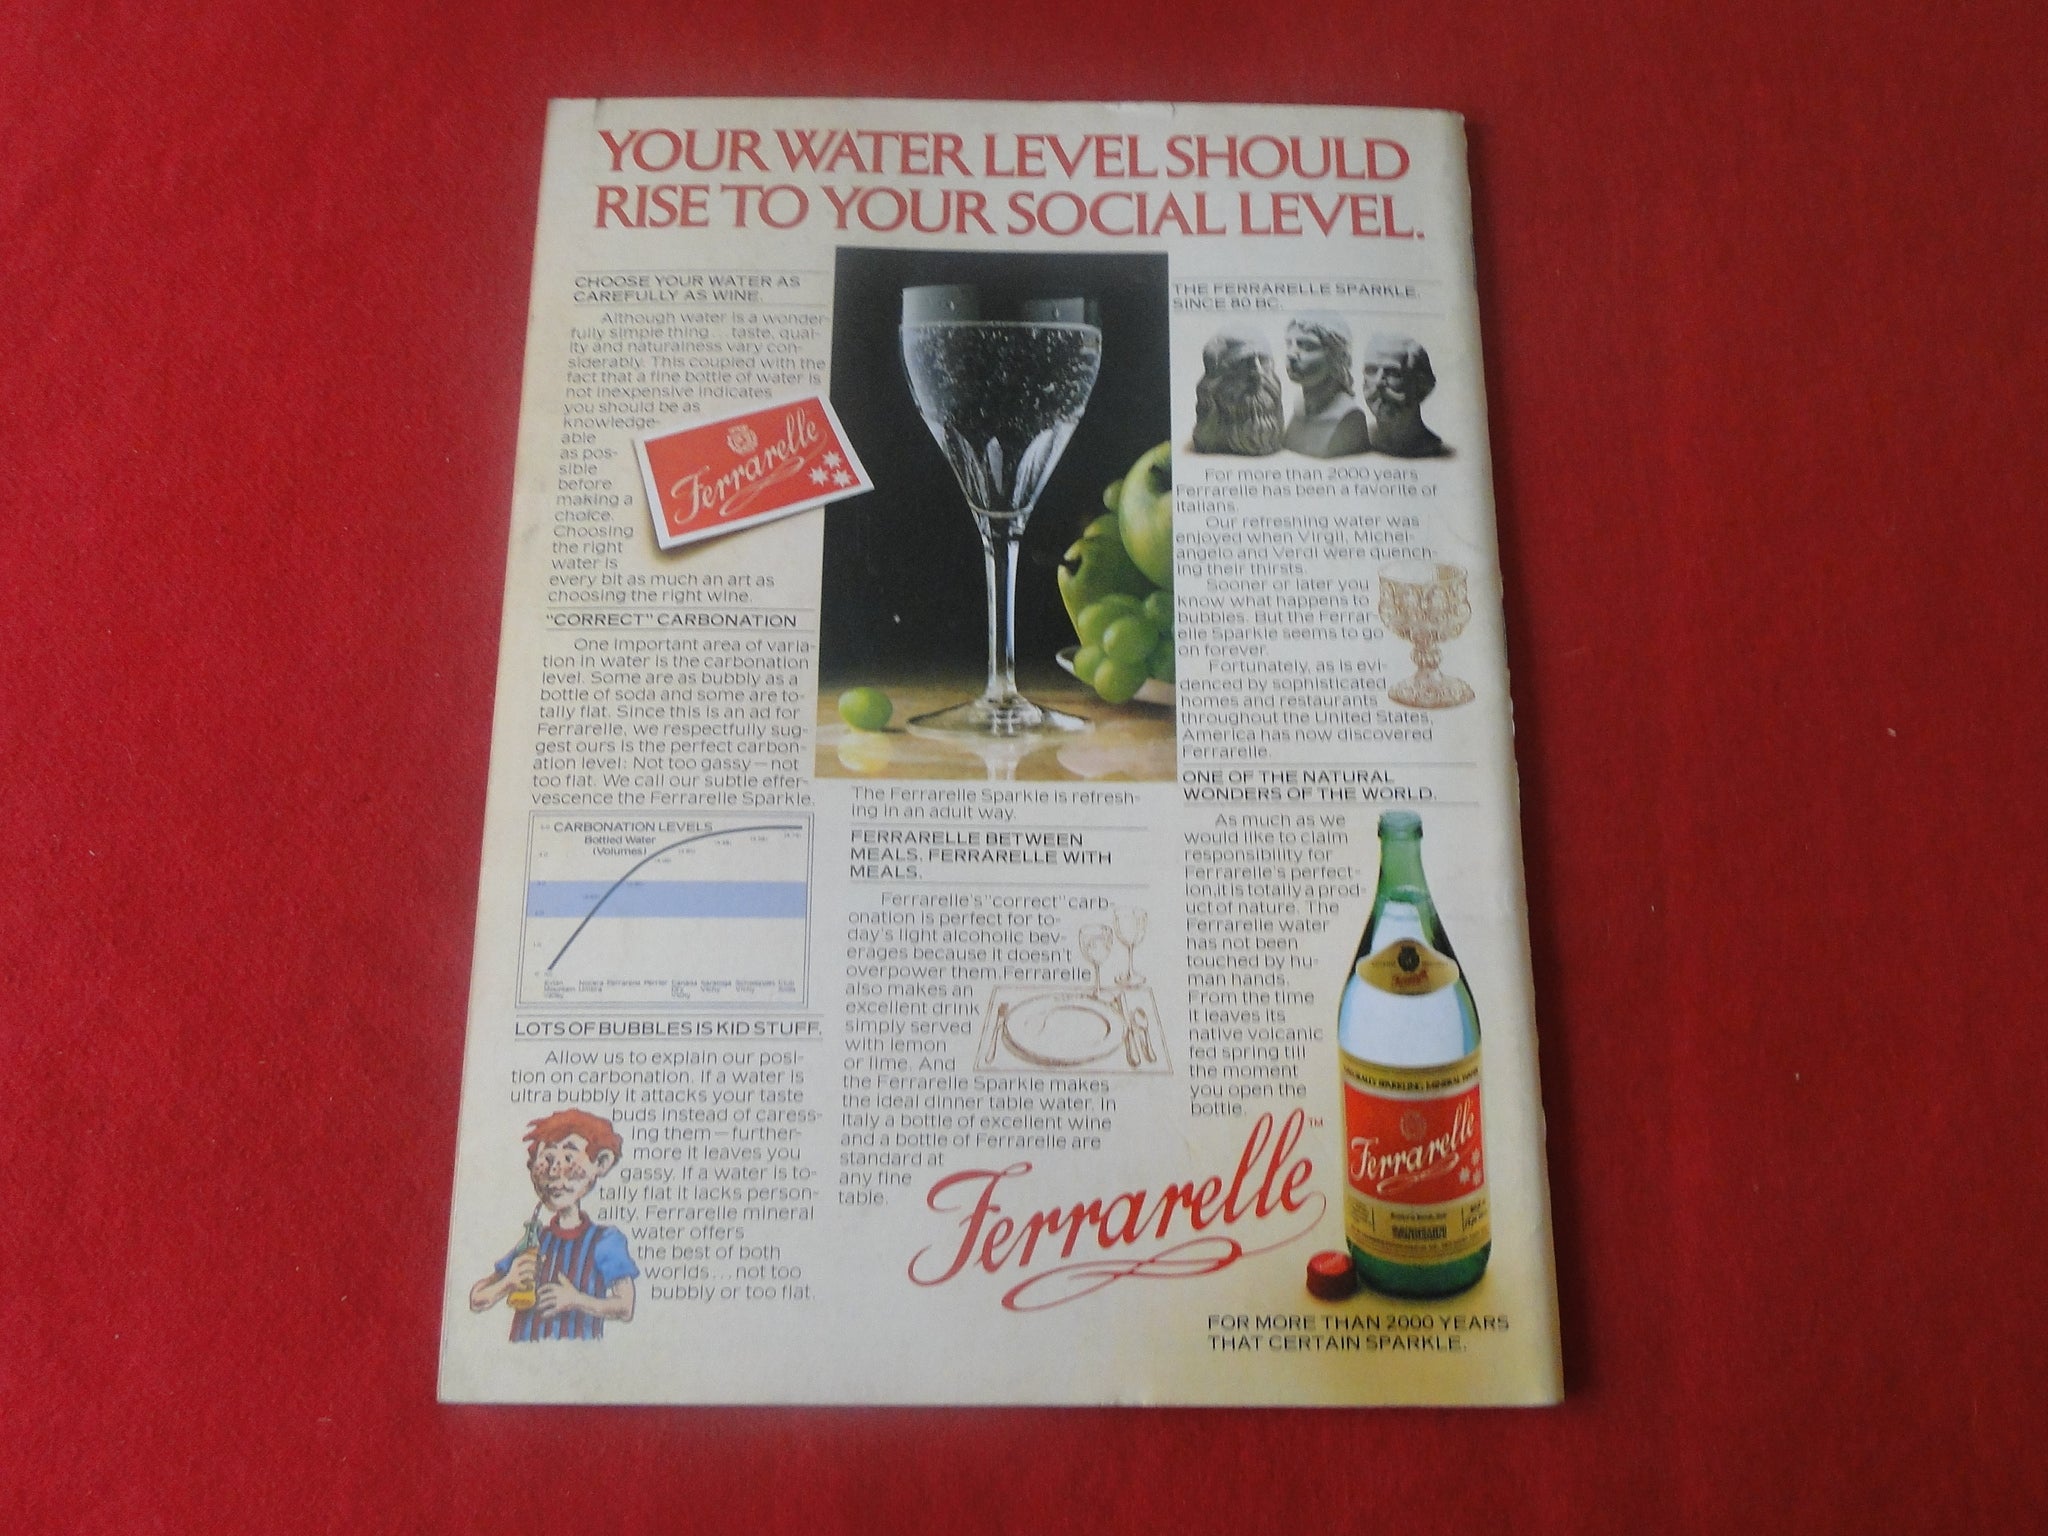 YOUR WATER LEVEL SHOULD
RISE TO YOUR SOCIAL LEVEL.
CHOOSE YOUR WATER AS
CAREFULLY AS WINE.
Although water is a wonder-
fully simple thing... taste, qual-
ity and naturalness vary con-
siderably. This coupled with the
fact that a fine bottle of water is
not inexpensive indicates
you should be as
knowledge-
able
as pos-
sible
before
making a
choice.
Choosing
the right
water is
every bit as much an art as
choosing the right wine.
Ferrarelle
"CORRECT" CARBONATION
One important area of varia-
tion in water is the carbonation
level. Some are as bubbly as a
bottle of soda and some are to-
tally flat. Since this is an ad for
Ferrarelle, we respectfully sug-
gest ours is the perfect carbon-
ation level: Not too gassy—not
too flat. We call our subtle effer-
vescence the Ferrarelle Sparkle.
CARBONATION LEVELS
Bottled Water
(Volumes)
Evian Nocera Ferrarelle Perrier Canada Saratoga Schweppes Club
Mountain Umbra Dry Vichy Vichy Soda
Valley Vichy
LOTS OF BUBBLES IS KID STUFF.
Allow us to explain our posi-
tion on carbonation. If a water is
ultra bubbly it attacks your taste
buds instead of caress-
ing them—further-
more it leaves you
gassy. If a water is to-
tally flat it lacks person-
ality. Ferrarelle mineral
water offers
the best of both
worlds...not too
bubbly or too flat.
The Ferrarelle Sparkle is refresh-
ing in an adult way.
FERRARELLE BETWEEN
MEALS. FERRARELLE WITH
MEALS.
Ferrarelle's "correct" carb-
onation is perfect for to-
day's light alcoholic bev-
erages because it doesn't
overpower them. Ferrarelle
also makes an
excellent drink
simply served
with lemon
or lime. And
the Ferrarelle Sparkle makes
the ideal dinner table water. In
Italy a bottle of excellent wine
and a bottle of Ferrarelle are
standard at
any fine
table.
THE FERRARELLE SPARKLE.
SINCE 80 BC.
For more than 2000 years
Ferrarelle has been a favorite of
Italians.
Our refreshing water was
enjoyed when Virgil, Michel-
angelo and Verdi were quench-
ing their thirsts.
Sooner or later you
know what happens to
bubbles. But the Ferrar-
elle Sparkle seems to go
on forever.
Fortunately, as is evi-
denced by sophisticated
homes and restaurants
throughout the United States,
America has now discovered
Ferrarelle.
ONE OF THE NATURAL
WONDERS OF THE WORLD.
As much as we
would like to claim
responsibility for
Ferrarelle's perfect-
ion, it is totally a prod-
uct of nature. The
Ferrarelle water
has not been
touched by hu-
man hands.
From the time
it leaves its
native volcanic
fed spring till
the moment
you open the
bottle.
NATURALLY SPARKLING MINERAL WATER
Ferrarelle
Ferrarelle™
FOR MORE THAN 2000 YEARS
THAT CERTAIN SPARKLE.